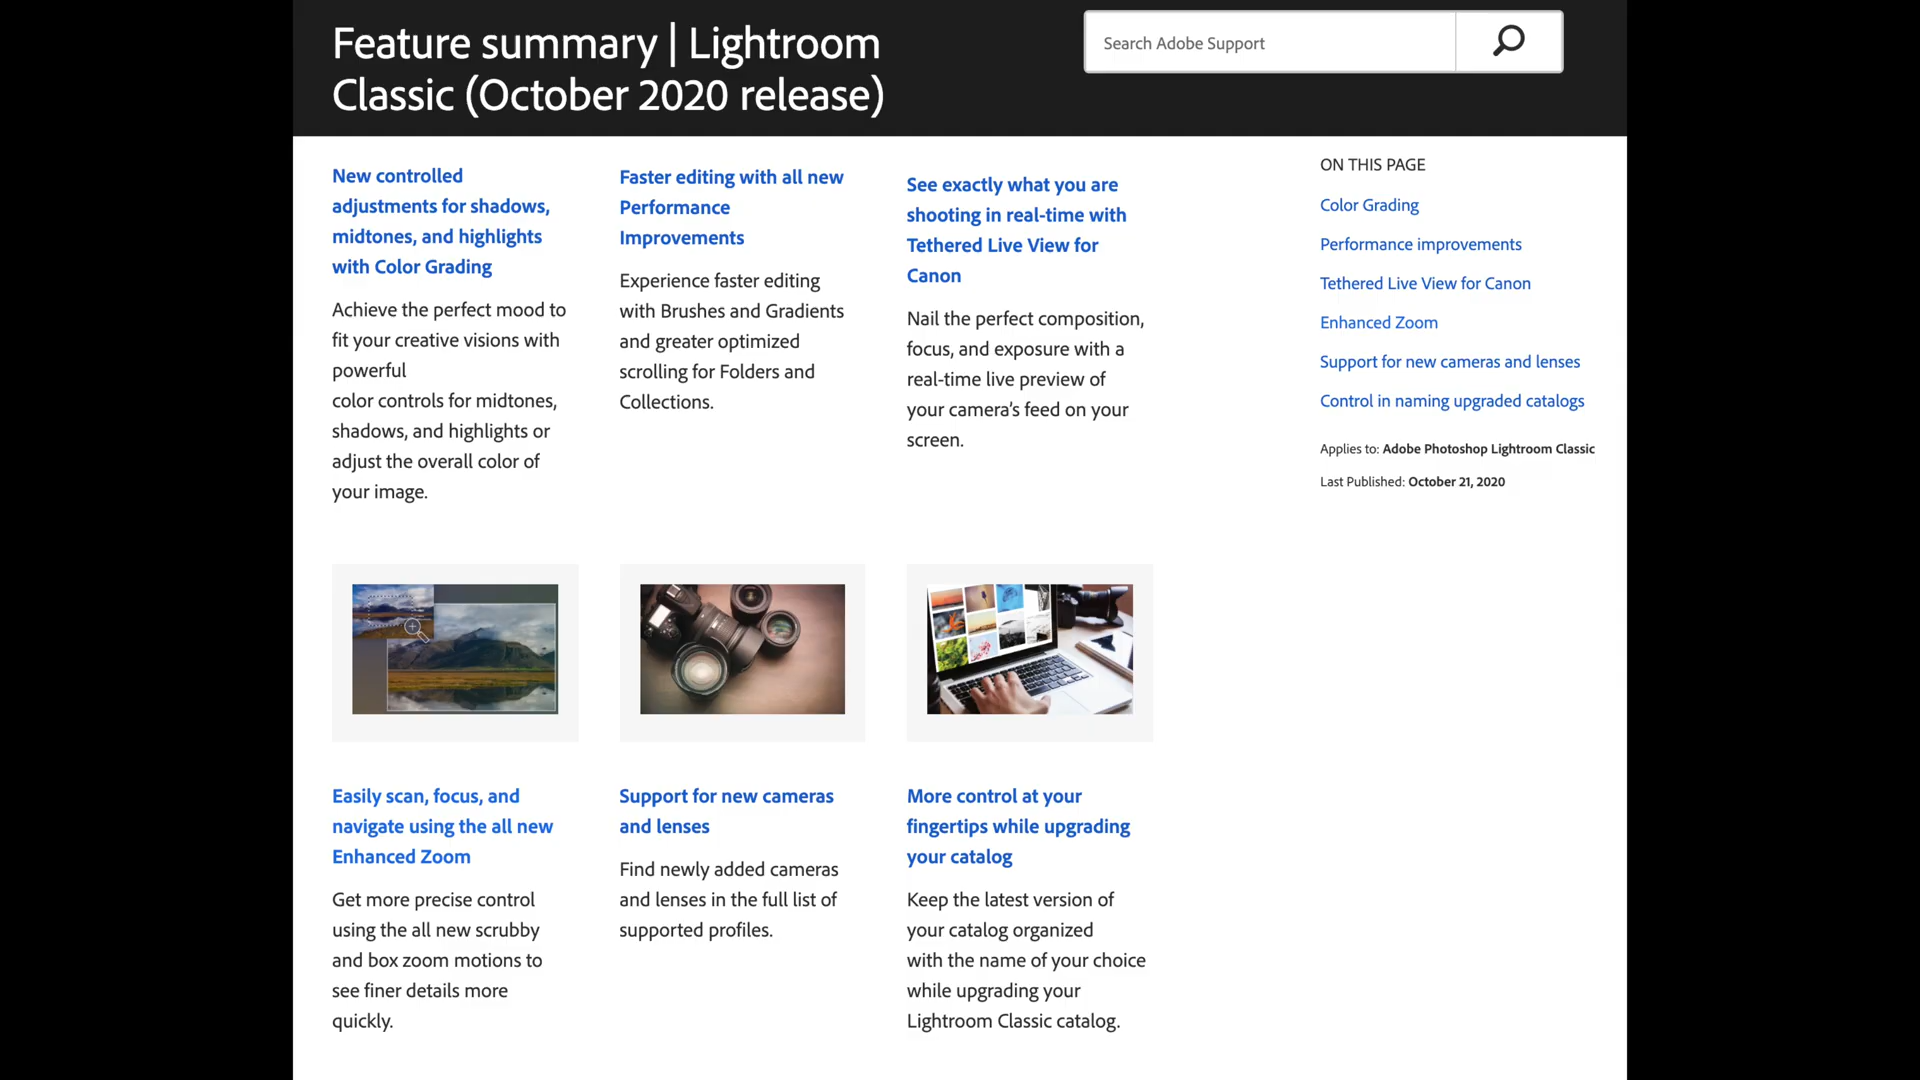 Feature summary | Lightroom
Classic (October 2020 release)
Search Adobe Support
New controlled
adjustments for shadows,
midtones, and highlights
with Color Grading
Achieve the perfect mood to
fit your creative visions with
powerful
color controls for midtones,
shadows, and highlights or
adjust the overall color of
your image.
Faster editing with all new
Performance
Improvements
Experience faster editing
with Brushes and Gradients
and greater optimized
scrolling for Folders and
Collections.
See exactly what you are
shooting in real-time with
Tethered Live View for
Canon
Nail the perfect composition,
focus, and exposure with a
real-time live preview of
your camera’s feed on your
screen.
Easily scan, focus, and
navigate using the all new
Enhanced Zoom
Get more precise control
using the all new scrubby
and box zoom motions to
see finer details more
quickly.
Support for new cameras
and lenses
Find newly added cameras
and lenses in the full list of
supported profiles.
More control at your
fingertips while upgrading
your catalog
Keep the latest version of
your catalog organized
with the name of your choice
while upgrading your
Lightroom Classic catalog.
ON THIS PAGE
Color Grading
Performance improvements
Tethered Live View for Canon
Enhanced Zoom
Support for new cameras and lenses
Control in naming upgraded catalogs
Applies to: Adobe Photoshop Lightroom Classic
Last Published: October 21, 2020